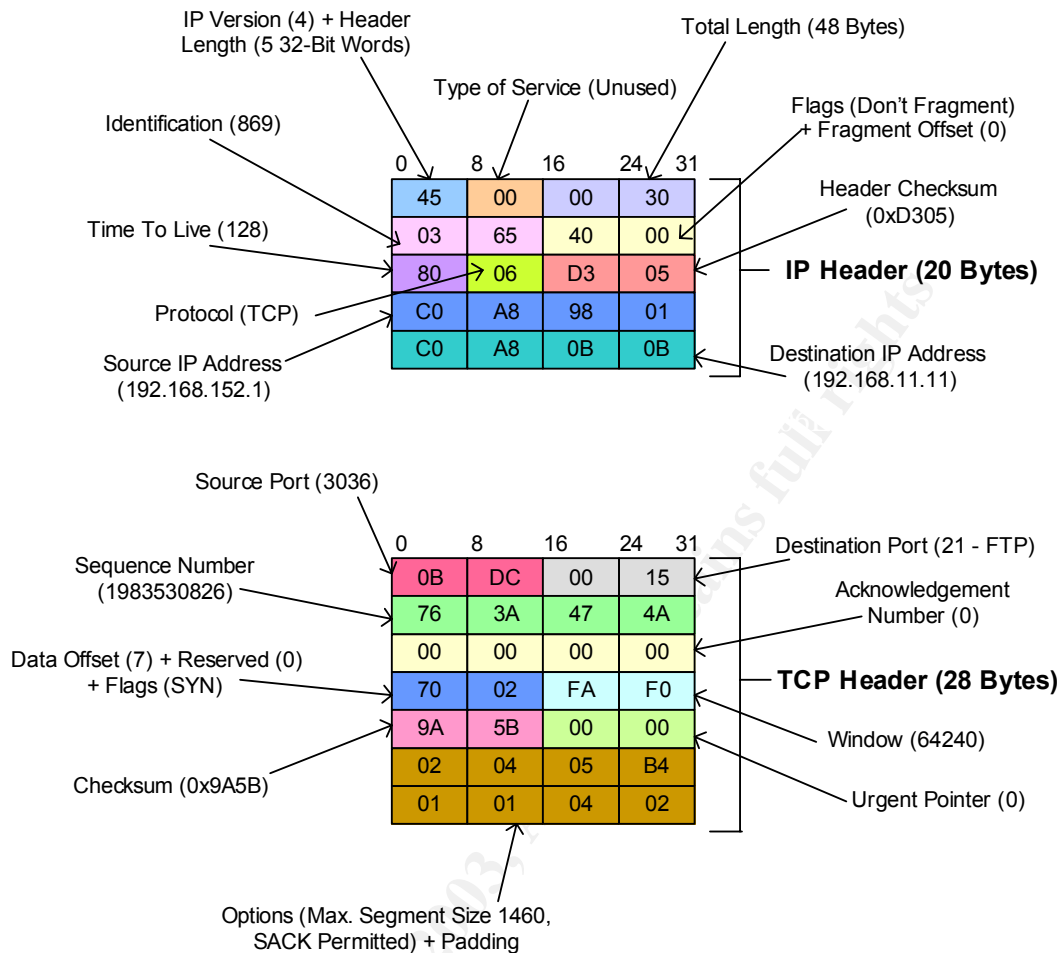 IP Version (4) + Header
Length (5 32-Bit Words)
Total Length (48 Bytes)
Type of Service (Unused)
Flags (Don't Fragment)
+ Fragment Offset (0)
Identification (869)
0 8 16 24 31
45 00 00 30
Header Checksum
(0xD305)
03 65 40 00
Time To Live (128)
80 06 D3 05
IP Header (20 Bytes)
Protocol (TCP)
C0 A8 98 01
Source IP Address
(192.168.152.1)
C0 A8 0B 0B
Destination IP Address
(192.168.11.11)
Source Port (3036)
0 8 16 24 31
Destination Port (21 - FTP)
Sequence Number
(1983530826)
0B DC 00 15
Acknowledgement
Number (0)
76 3A 47 4A
Data Offset (7) + Reserved (0)
+ Flags (SYN)
00 00 00 00
TCP Header (28 Bytes)
70 02 FA F0
Window (64240)
9A 5B 00 00
Checksum (0x9A5B)
02 04 05 B4
Urgent Pointer (0)
01 01 04 02
Options (Max. Segment Size 1460,
SACK Permitted) + Padding
full rights